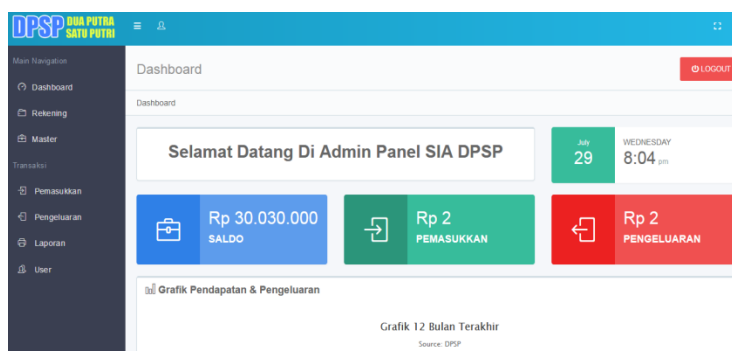 DPSP DUA PUTRA
SATU PUTRI
Main Navigation
Dashboard
Rekening
Master
Transaksi
Pemasukkan
Pengeluaran
Laporan
User
Dashboard
LOGOUT
Dashboard
Selamat Datang Di Admin Panel SIA DPSP
July
29
WEDNESDAY
8:04 pm
Rp 30.030.000
SALDO
Rp 2
PEMASUKKAN
Rp 2
PENGELUARAN
Grafik Pendapatan & Pengeluaran
Grafik 12 Bulan Terakhir
Source: DPSP